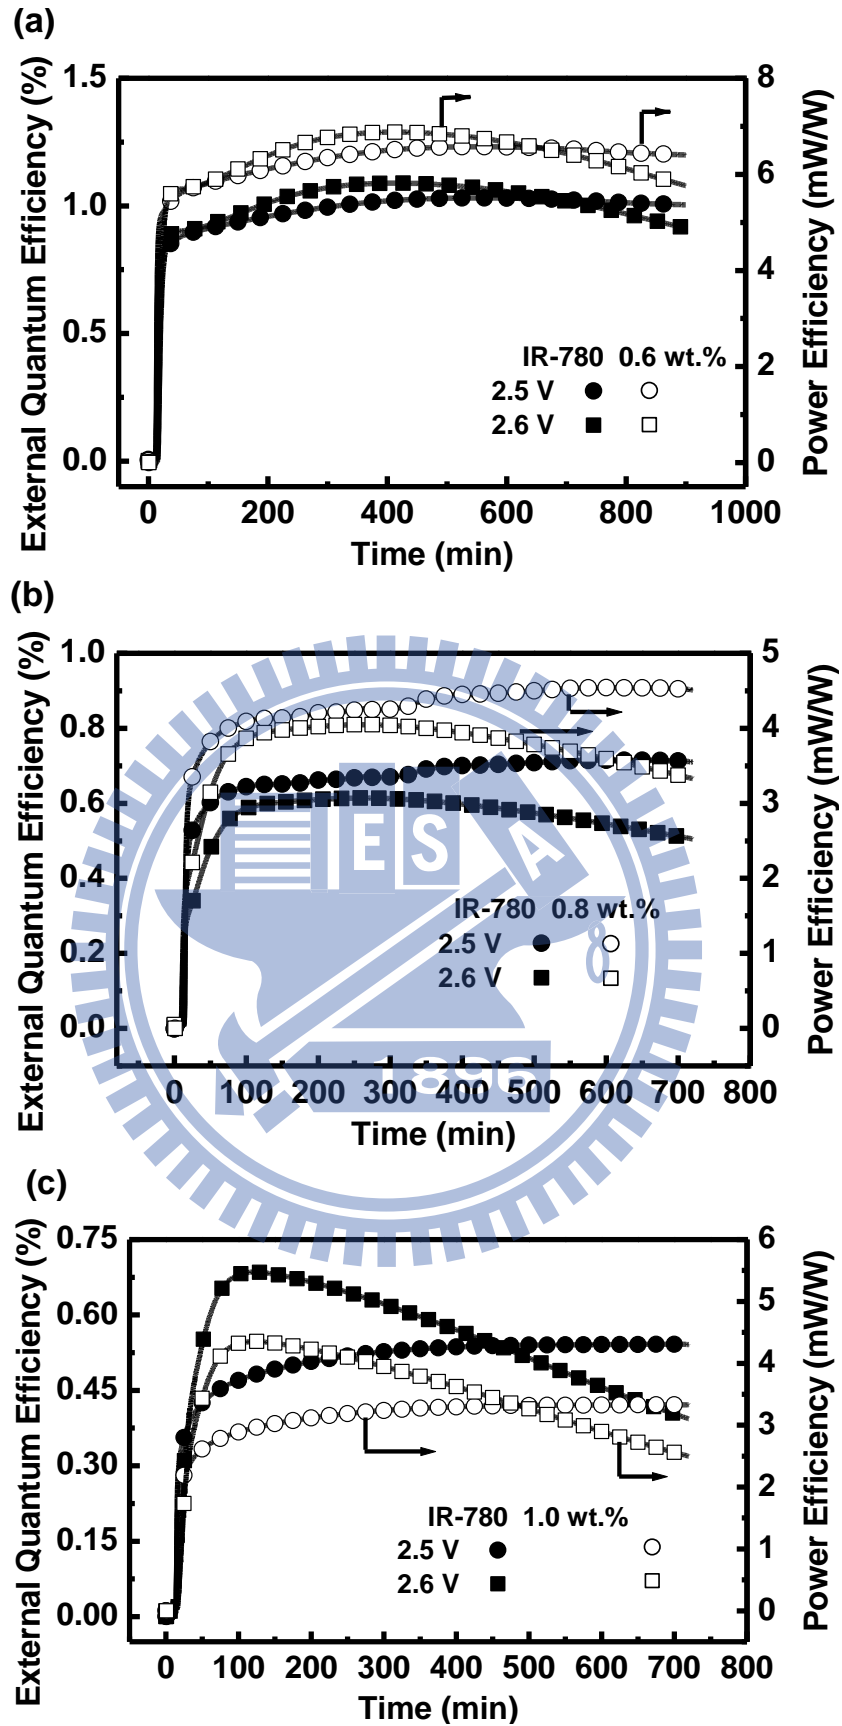 (a)
External Quantum Efficiency (%)
1.5
1.0
0.5
0.0
8
6
4
2
0
Power Efficiency (mW/W)
IR-780 0.6 wt.%
2.5 V
2.6 V
0 200 400 600 800 1000
Time (min)
(b)
External Quantum Efficiency (%)
1.0
0.8
0.6
0.4
0.2
0.0
5
4
3
2
1
0
Power Efficiency (mW/W)
E S A
IR-780 0.8 wt.%
2.5 V
2.6 V
8
1896
0 100 200 300 400 500 600 700 800
Time (min)
(c)
External Quantum Efficiency (%)
0.75
0.60
0.45
0.30
0.15
0.00
6
5
4
3
2
1
0
Power Efficiency (mW/W)
IR-780 1.0 wt.%
2.5 V
2.6 V
0 100 200 300 400 500 600 700 800
Time (min)